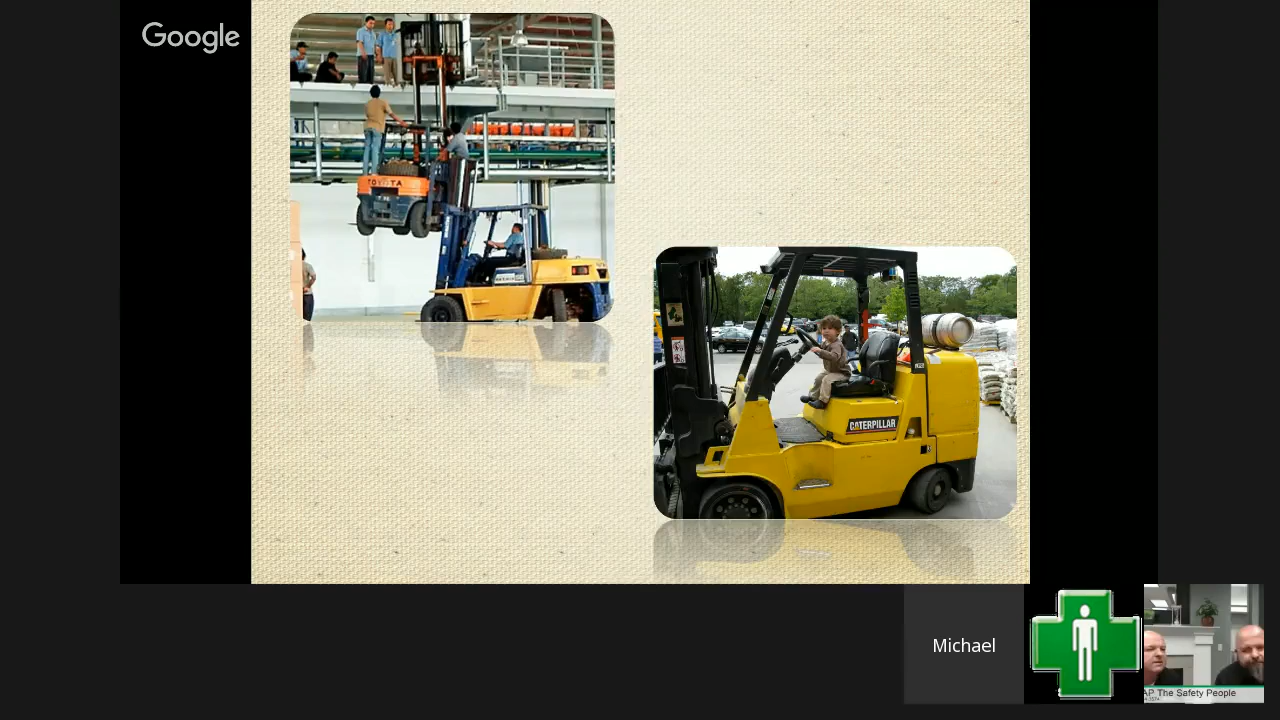 Google
TOYOTA
CATERPILLAR
Michael
AP The Safety People